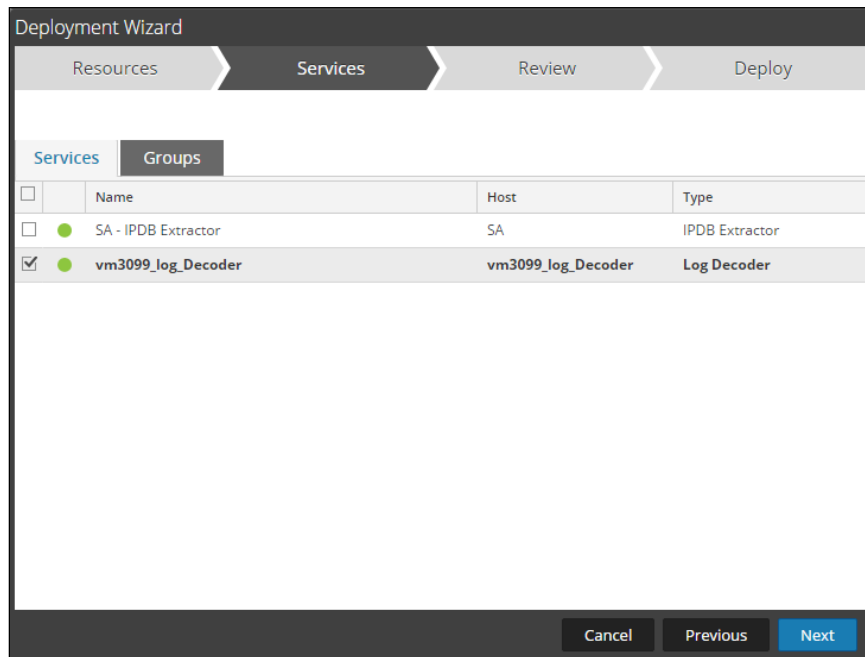 Deployment Wizard
Resources Services Review Deploy
Services Groups
Name Host Type
SA - IPDB Extractor SA IPDB Extractor
vm3099_log_Decoder vm3099_log_Decoder Log Decoder
Cancel Previous Next